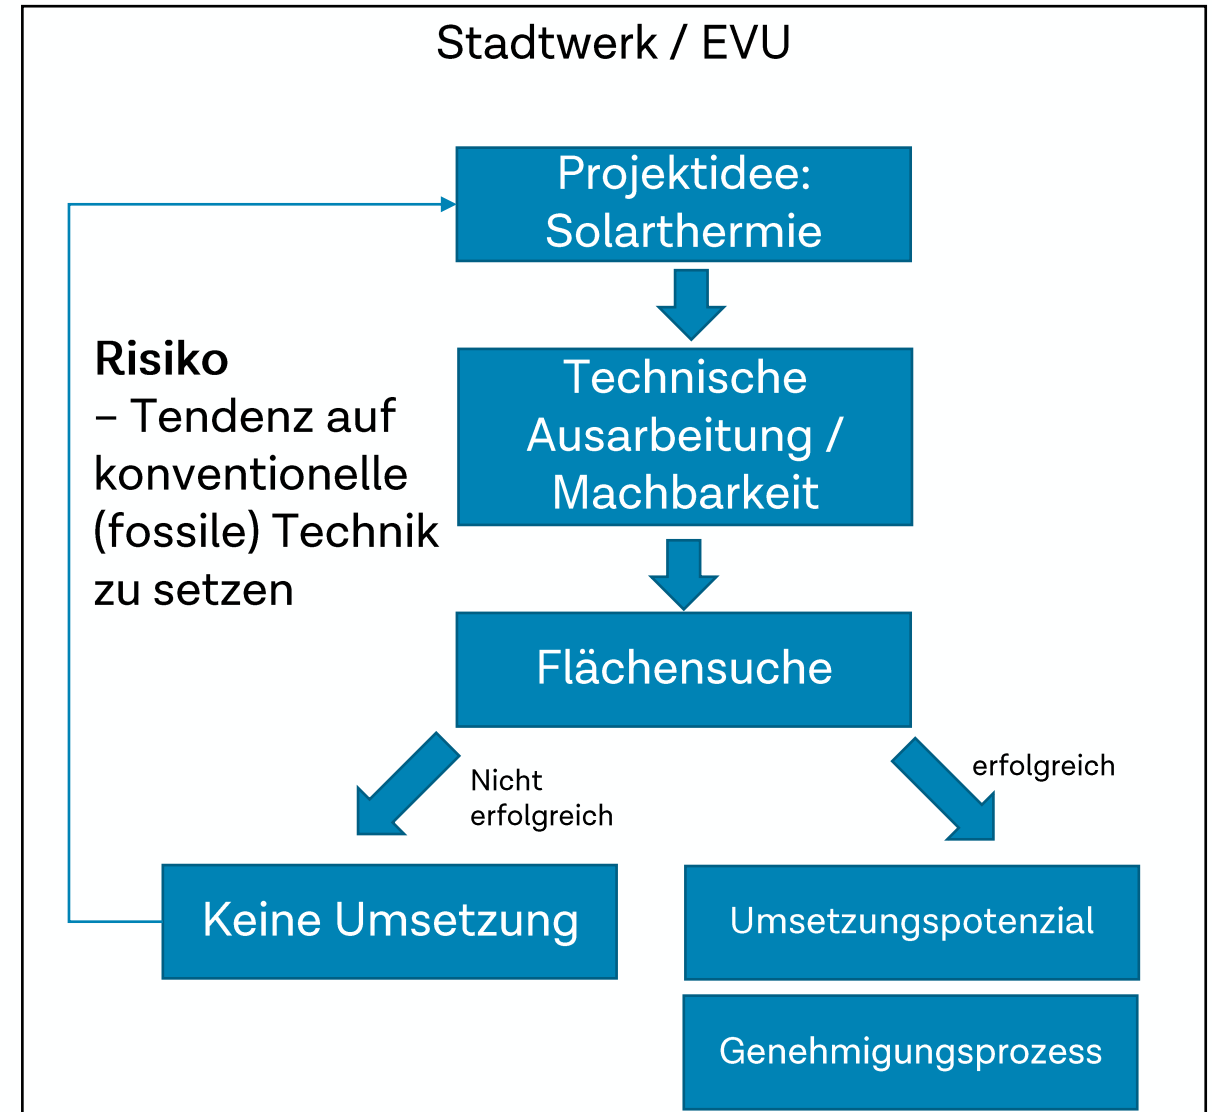 Stadtwerk / EVU
Projektidee:
Solarthermie
Risiko
– Tendenz auf
konventionelle
(fossile) Technik
zu setzen
Technische
Ausarbeitung /
Machbarkeit
Flächensuche
Nicht
erfolgreich
erfolgreich
Keine Umsetzung
Umsetzungspotenzial
Genehmigungsprozess